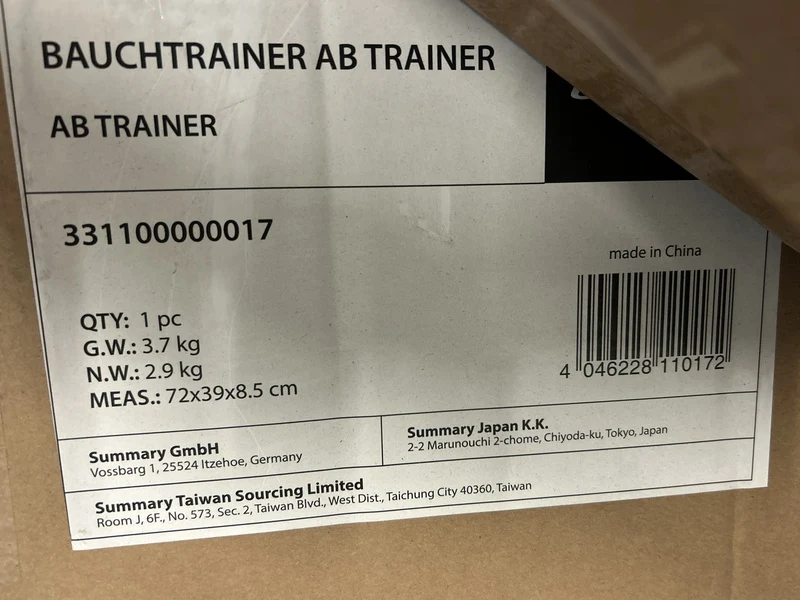 BAUCHTRAINER AB TRAINER
AB TRAINER
331100000017
made in China
QTY: 1 pc
G.W.: 3.7 kg
N.W.: 2.9 kg
MEAS.: 72x39x8.5 cm
4 046228 110172
Summary GmbH
Vossbarg 1, 25524 Itzehoe, Germany
Summary Japan K.K.
2-2 Marunouchi 2-chome, Chiyoda-ku, Tokyo, Japan
Summary Taiwan Sourcing Limited
Room J, 6F., No. 573, Sec. 2, Taiwan Blvd., West Dist., Taichung City 40360, Taiwan